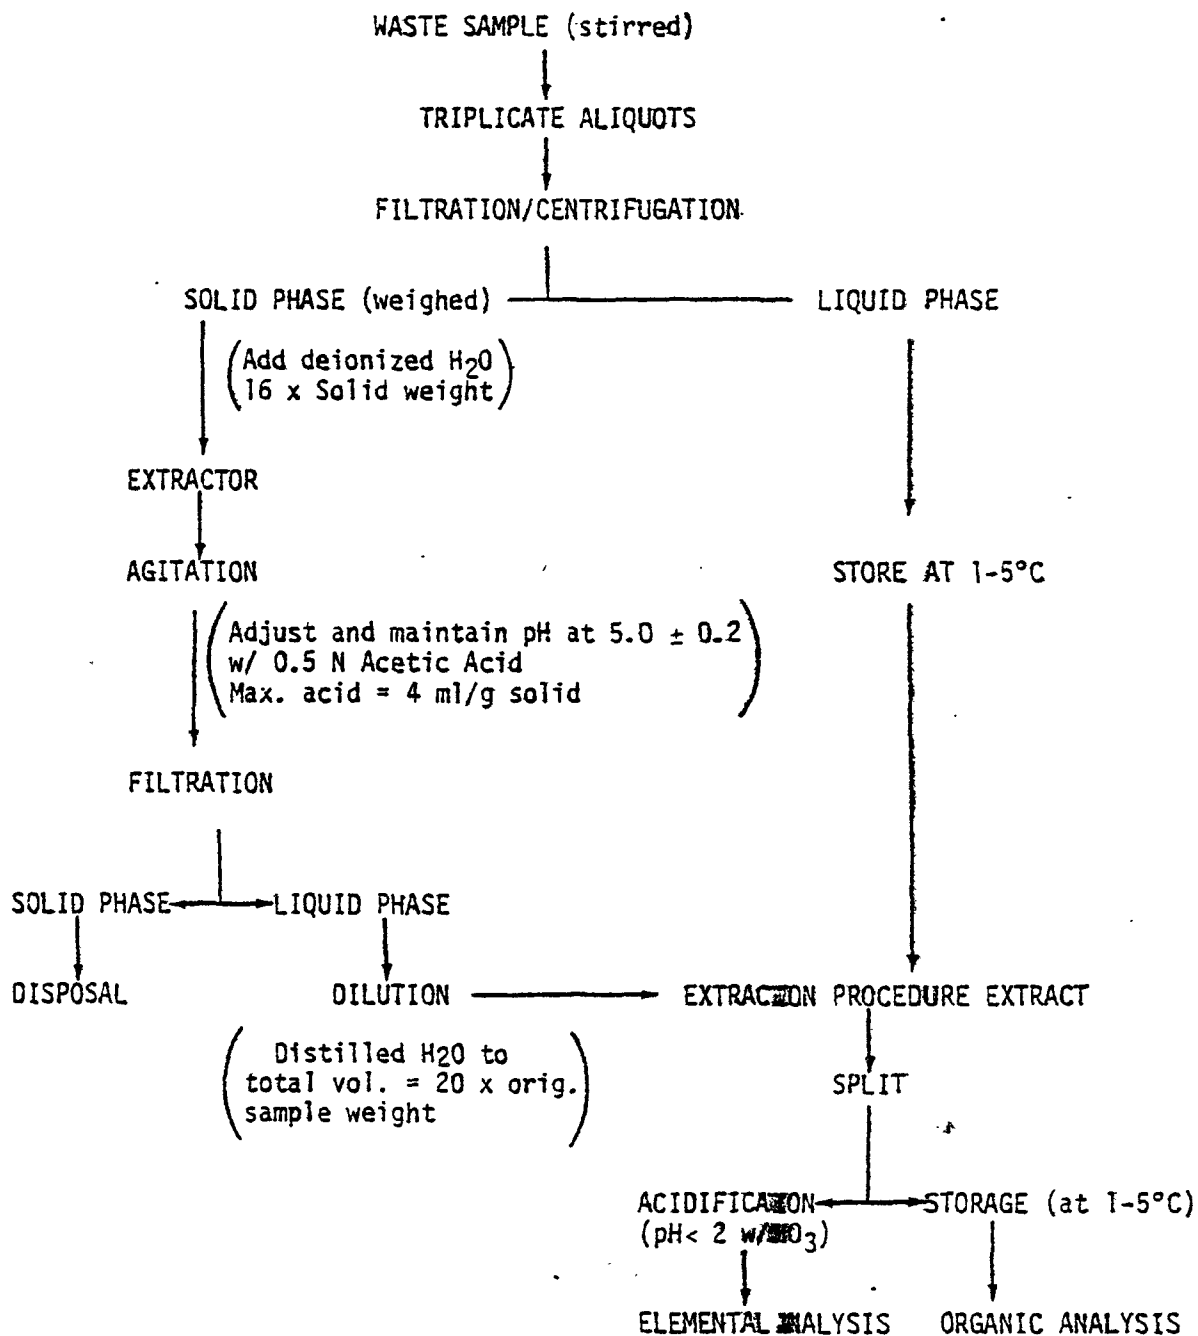 WASTE SAMPLE (stirred)
TRIPLICATE ALIQUOTS
FILTRATION/CENTRIFUGATION
SOLID PHASE (weighed)
LIQUID PHASE
(Add deionized H2O
16 x Solid weight)
EXTRACTOR
AGITATION
STORE AT 1-5°C
(Adjust and maintain pH at 5.0 ± 0.2
w/ 0.5 N Acetic Acid
Max. acid = 4 ml/g solid)
FILTRATION
SOLID PHASE
LIQUID PHASE
DISPOSAL
DILUTION
EXTRACTION PROCEDURE EXTRACT
(Distilled H2O to
total vol. = 20 x orig.
sample weight)
SPLIT
ACIDIFICATION
STORAGE (at 1-5°C)
(pH< 2
ELEMENTAL ANALYSIS
ORGANIC ANALYSIS